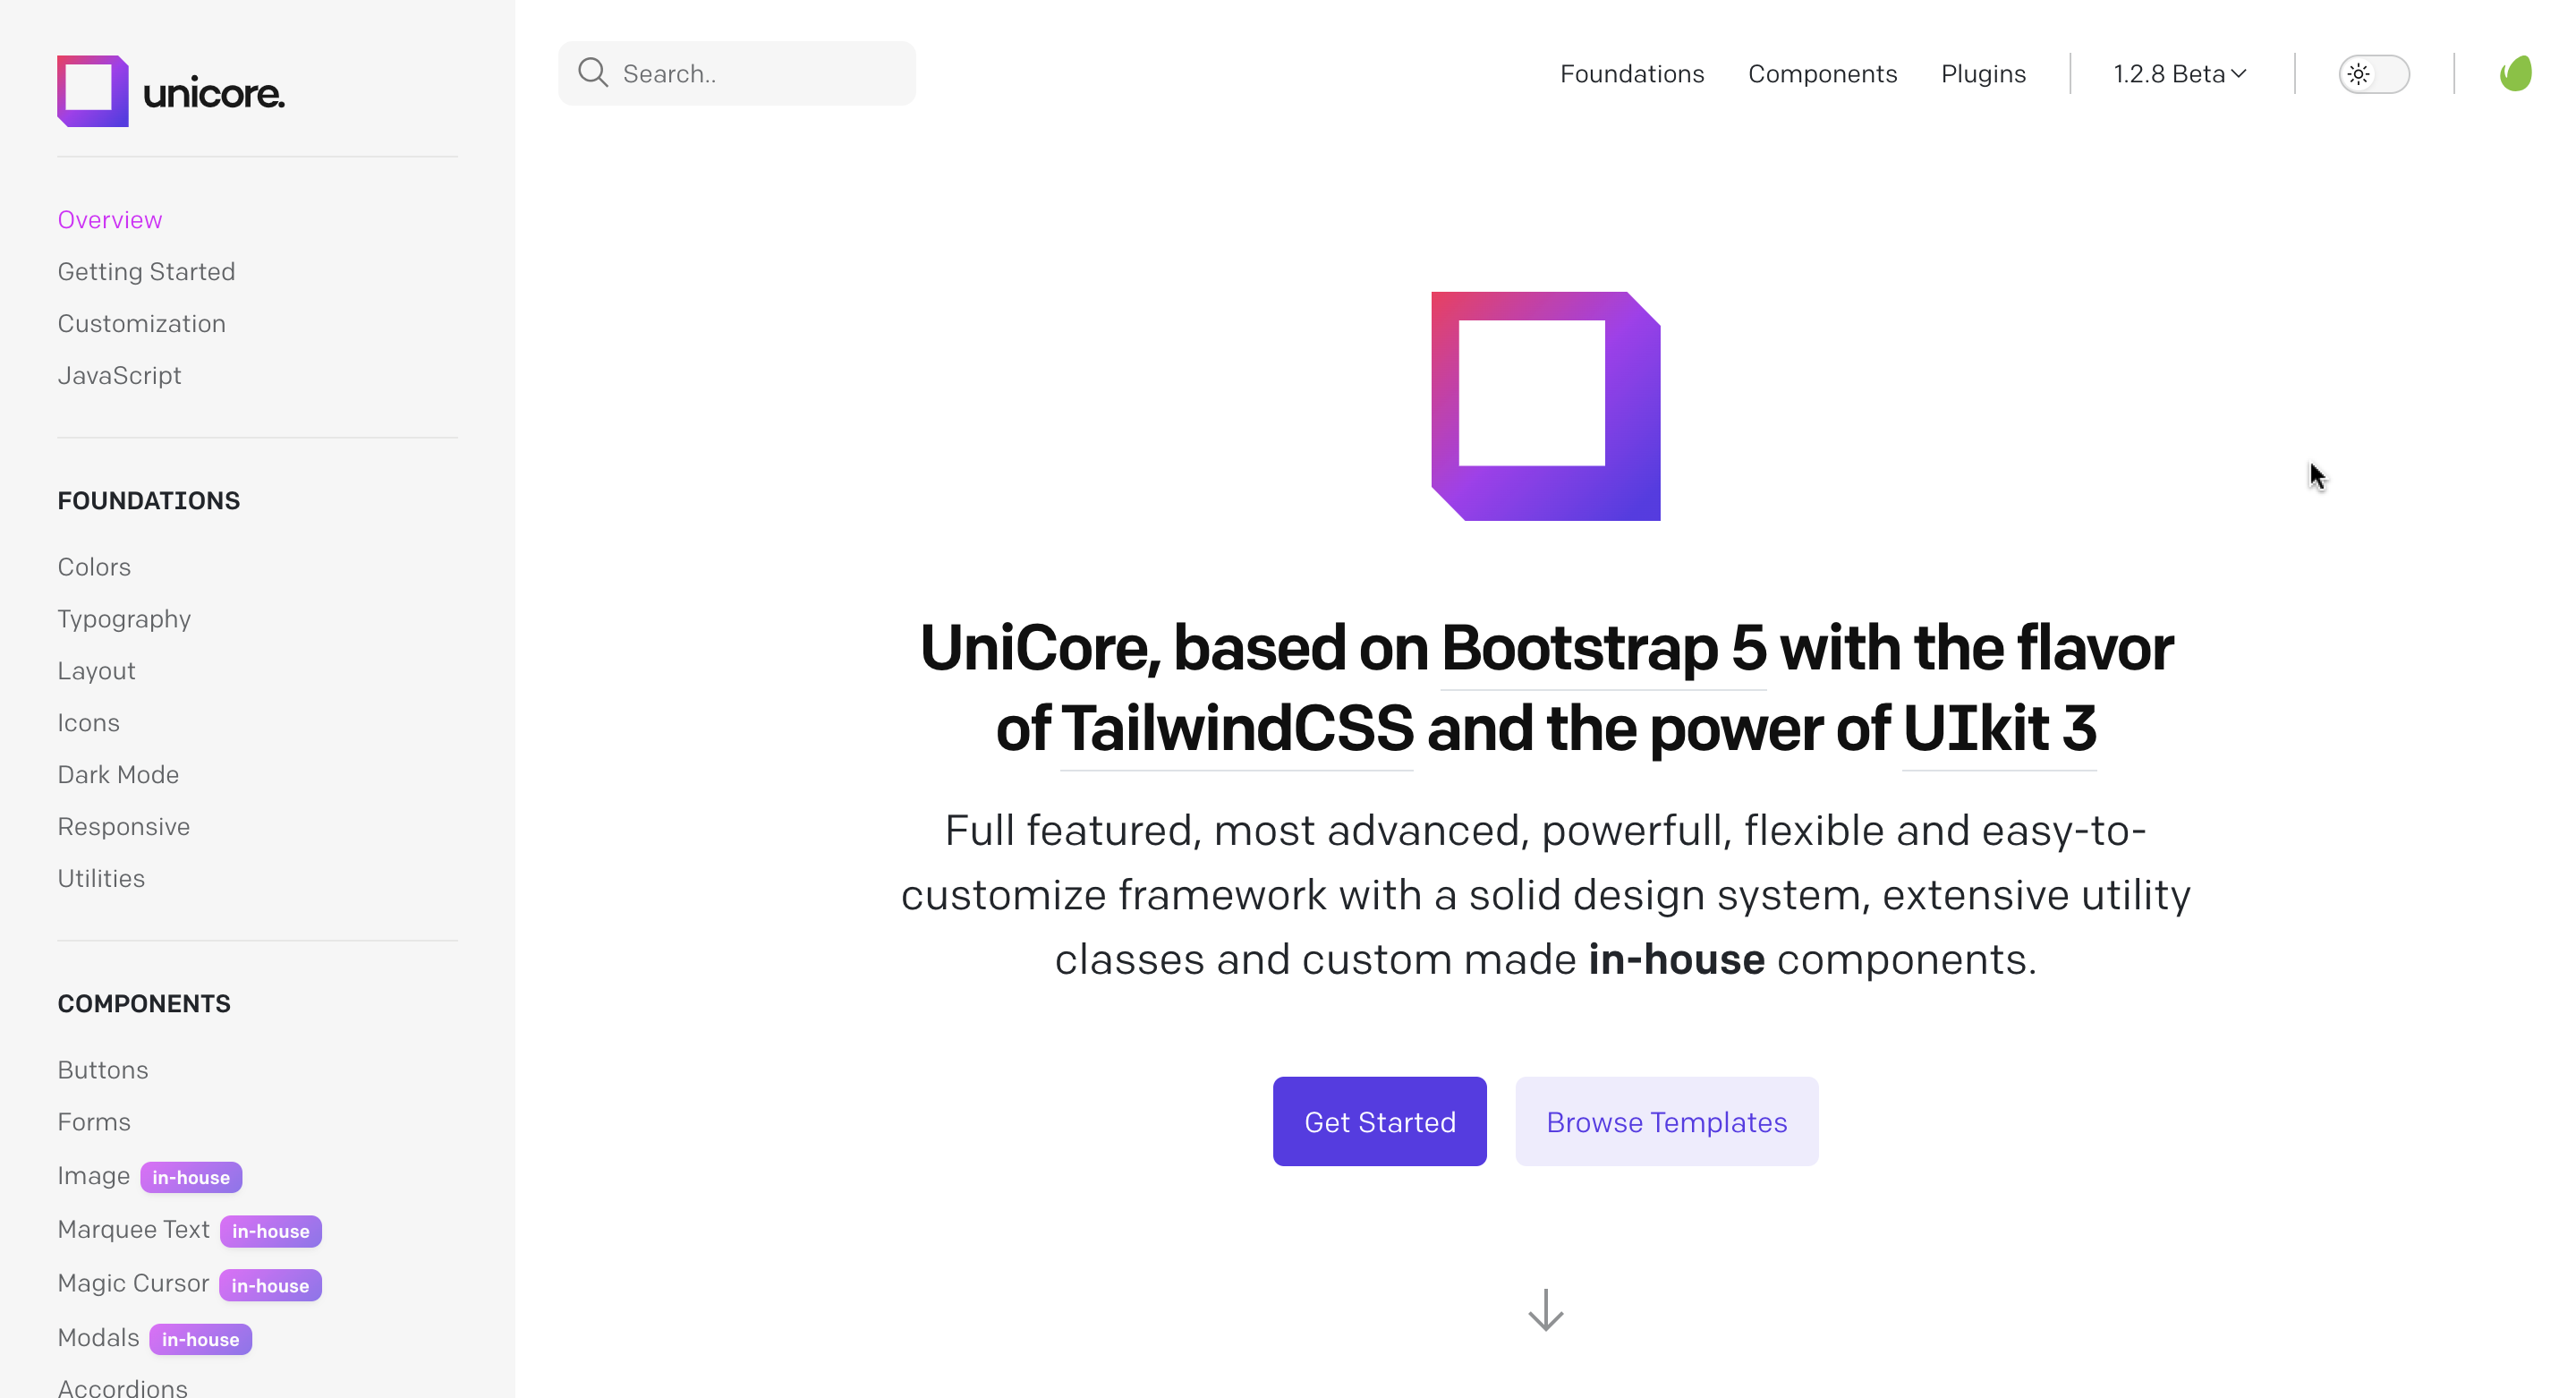 unicore.
Search..
Foundations
Components
Plugins
1.2.8 Beta
Overview
Getting Started
Customization
JavaScript
FOUNDATIONS
Colors
Typography
Layout
Icons
Dark Mode
Responsive
Utilities
COMPONENTS
Buttons
Forms
Image in-house
Marquee Text in-house
Magic Cursor in-house
Modals in-house
Accordions
UniCore, based on Bootstrap 5 with the flavor
of TailwindCSS and the power of UIkit 3
Full featured, most advanced, powerfull, flexible and easy-to-
customize framework with a solid design system, extensive utility
classes and custom made in-house components.
Get Started
Browse Templates